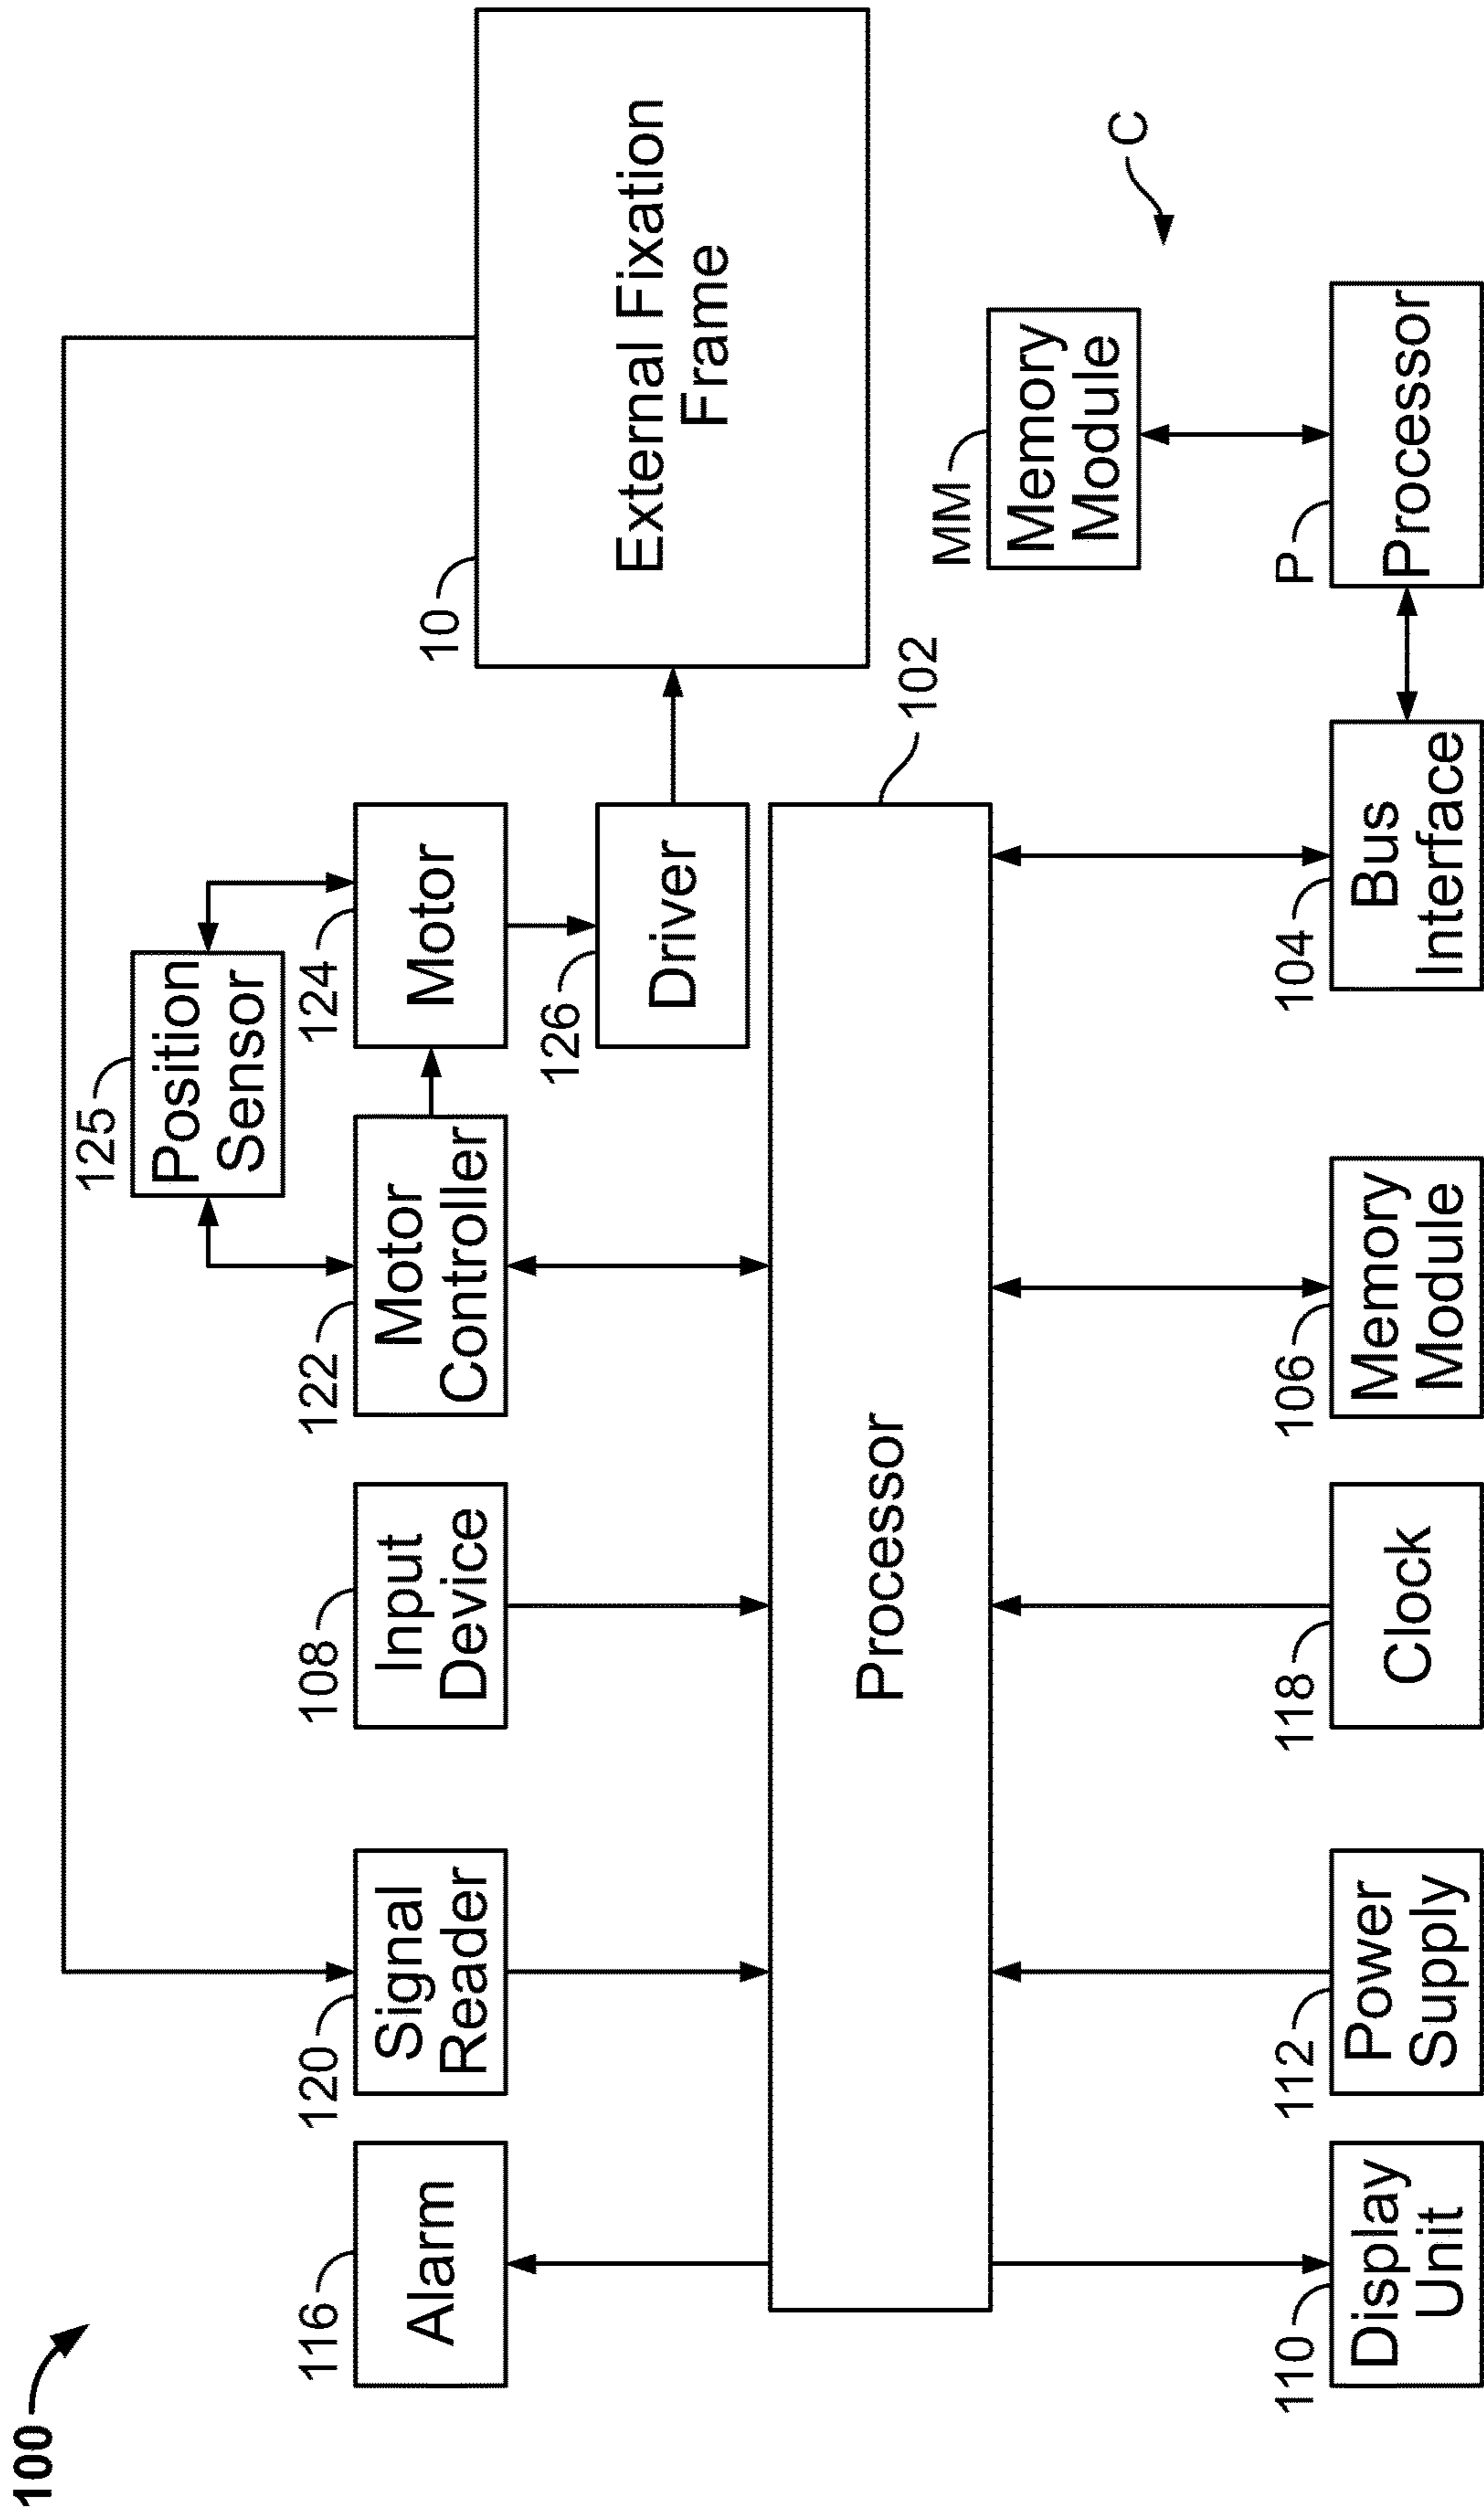 100
116
Alarm
120
Signal
Reader
108
Input
Device
122
Motor
Controller
125
Position
Sensor
124
Motor
126
Driver
10
External Fixation
Frame
Processor
102
110
Display
Unit
112
Power
Supply
118
Clock
106
Memory
Module
104
Bus
Interface
P
Processor
MM
Memory
Module
C